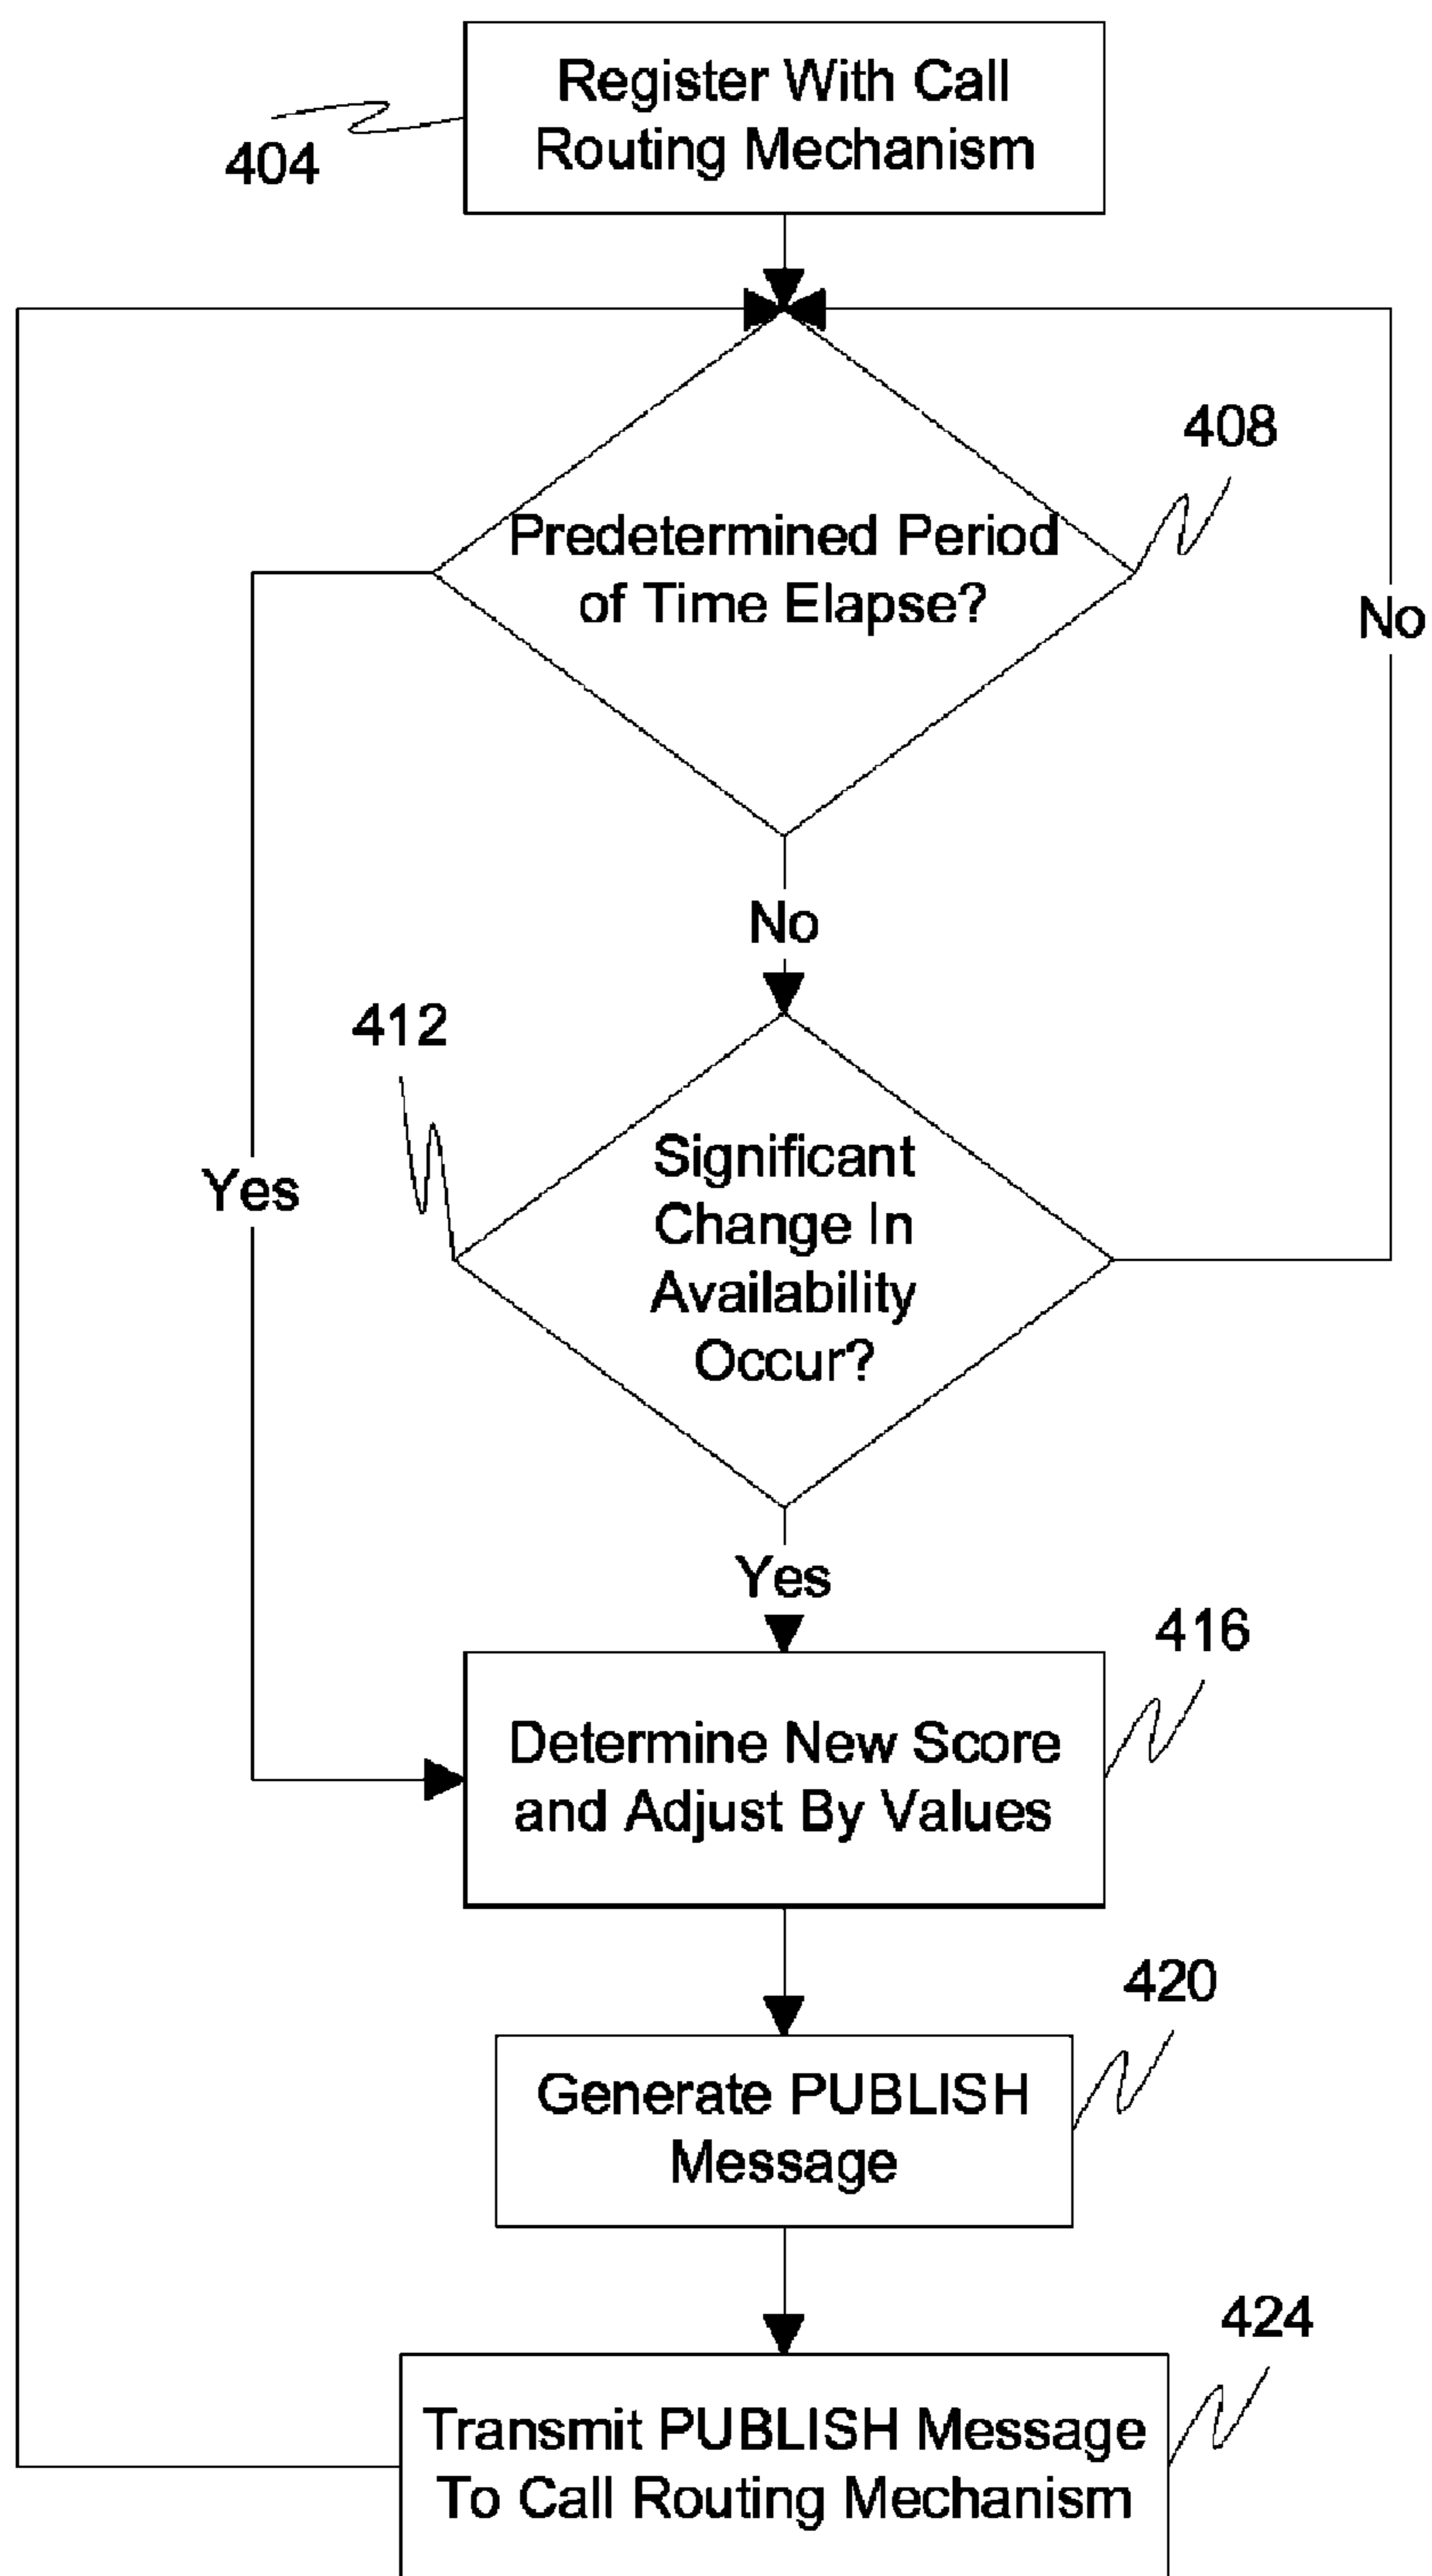 Register With Call
Routing Mechanism
404
408
Predetermined Period
of Time Elapse?
No
No
412
Significant
Change In
Availability
Occur?
Yes
Yes
416
Determine New Score
and Adjust By Values
420
Generate PUBLISH
Message
424
Transmit PUBLISH Message
To Call Routing Mechanism